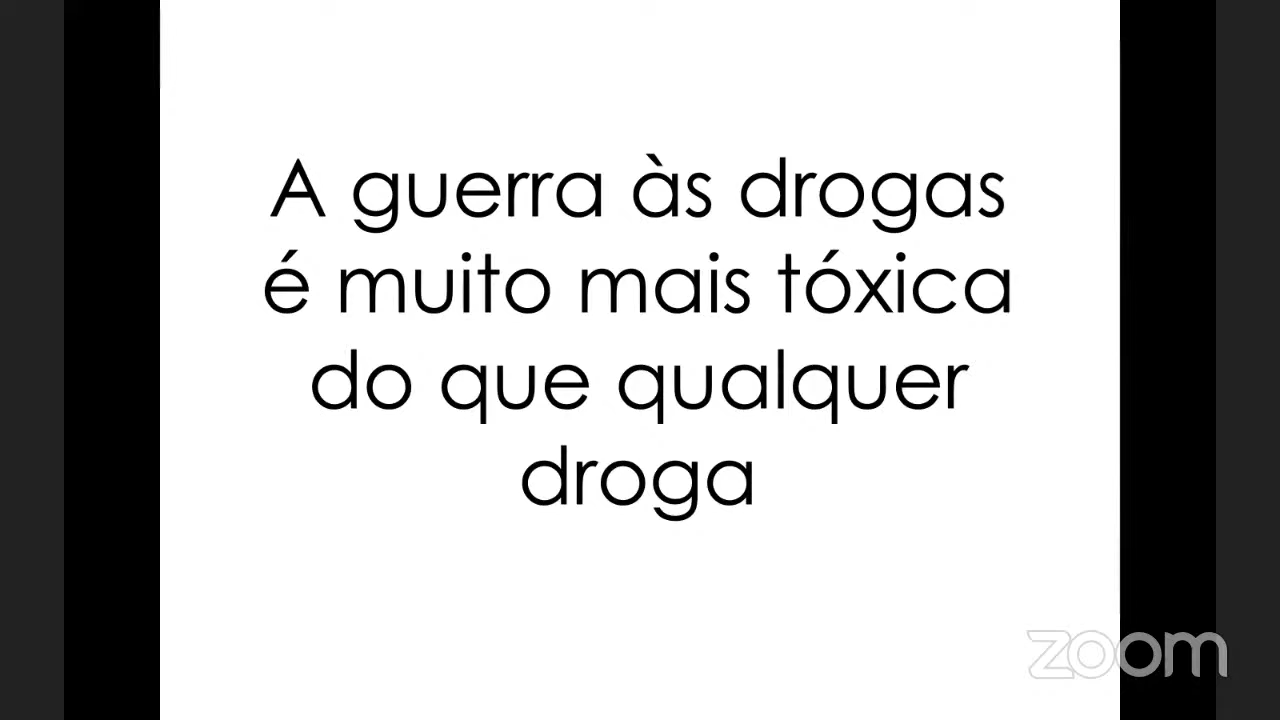 A guerra às drogas
é muito mais tóxica
do que qualquer
droga
zoom